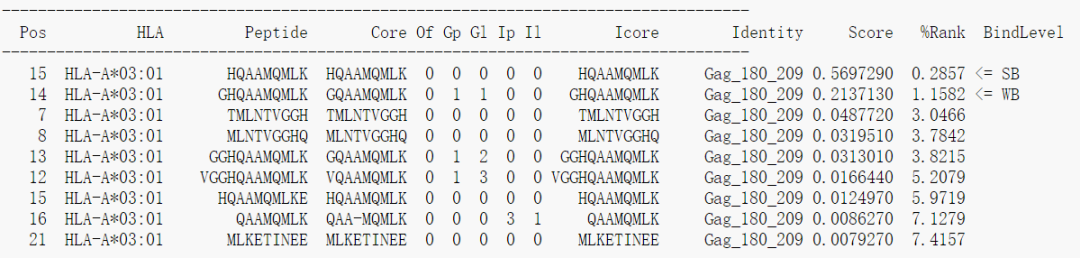 ---------------------------------------------------------------------------------------
Pos HLA Peptide Core Of Gp Gl Ip Il Icore Identity Score %Rank BindLevel
---------------------------------------------------------------------------------------
15 HLA-A*03:01 HQAAMQMLK HQAAMQMLK 0 0 0 0 0 HQAAMQMLK Gag_180_209 0.5697290 0.2857 <= SB
14 HLA-A*03:01 GHQAAMQMLK GQAAMQMLK 0 1 1 0 0 GHQAAMQMLK Gag_180_209 0.2137130 1.1582 <= WB
7 HLA-A*03:01 TMLNTVGGH TMLNTVGGH 0 0 0 0 0 TMLNTVGGH Gag_180_209 0.0487720 3.0466
8 HLA-A*03:01 MLNTVGGHQ MLNTVGGHQ 0 0 0 0 0 MLNTVGGHQ Gag_180_209 0.0319510 3.7842
13 HLA-A*03:01 GGHQAAMQMLK GQAAMQMLK 0 1 2 0 0 GGHQAAMQMLK Gag_180_209 0.0313010 3.8215
12 HLA-A*03:01 VGGHQAAMQMLK VQAAMQMLK 0 1 3 0 0 VGGHQAAMQMLK Gag_180_209 0.0166440 5.2079
15 HLA-A*03:01 HQAAMQMLKE HQAAMQMLK 0 0 0 0 0 HQAAMQMLK Gag_180_209 0.0124970 5.9719
16 HLA-A*03:01 QAAMQMLK QAA-MQMLK 0 0 0 3 1 QAAMQMLK Gag_180_209 0.0086270 7.1279
21 HLA-A*03:01 MLKETINEE MLKETINEE 0 0 0 0 0 MLKETINEE Gag_180_209 0.0079270 7.4157